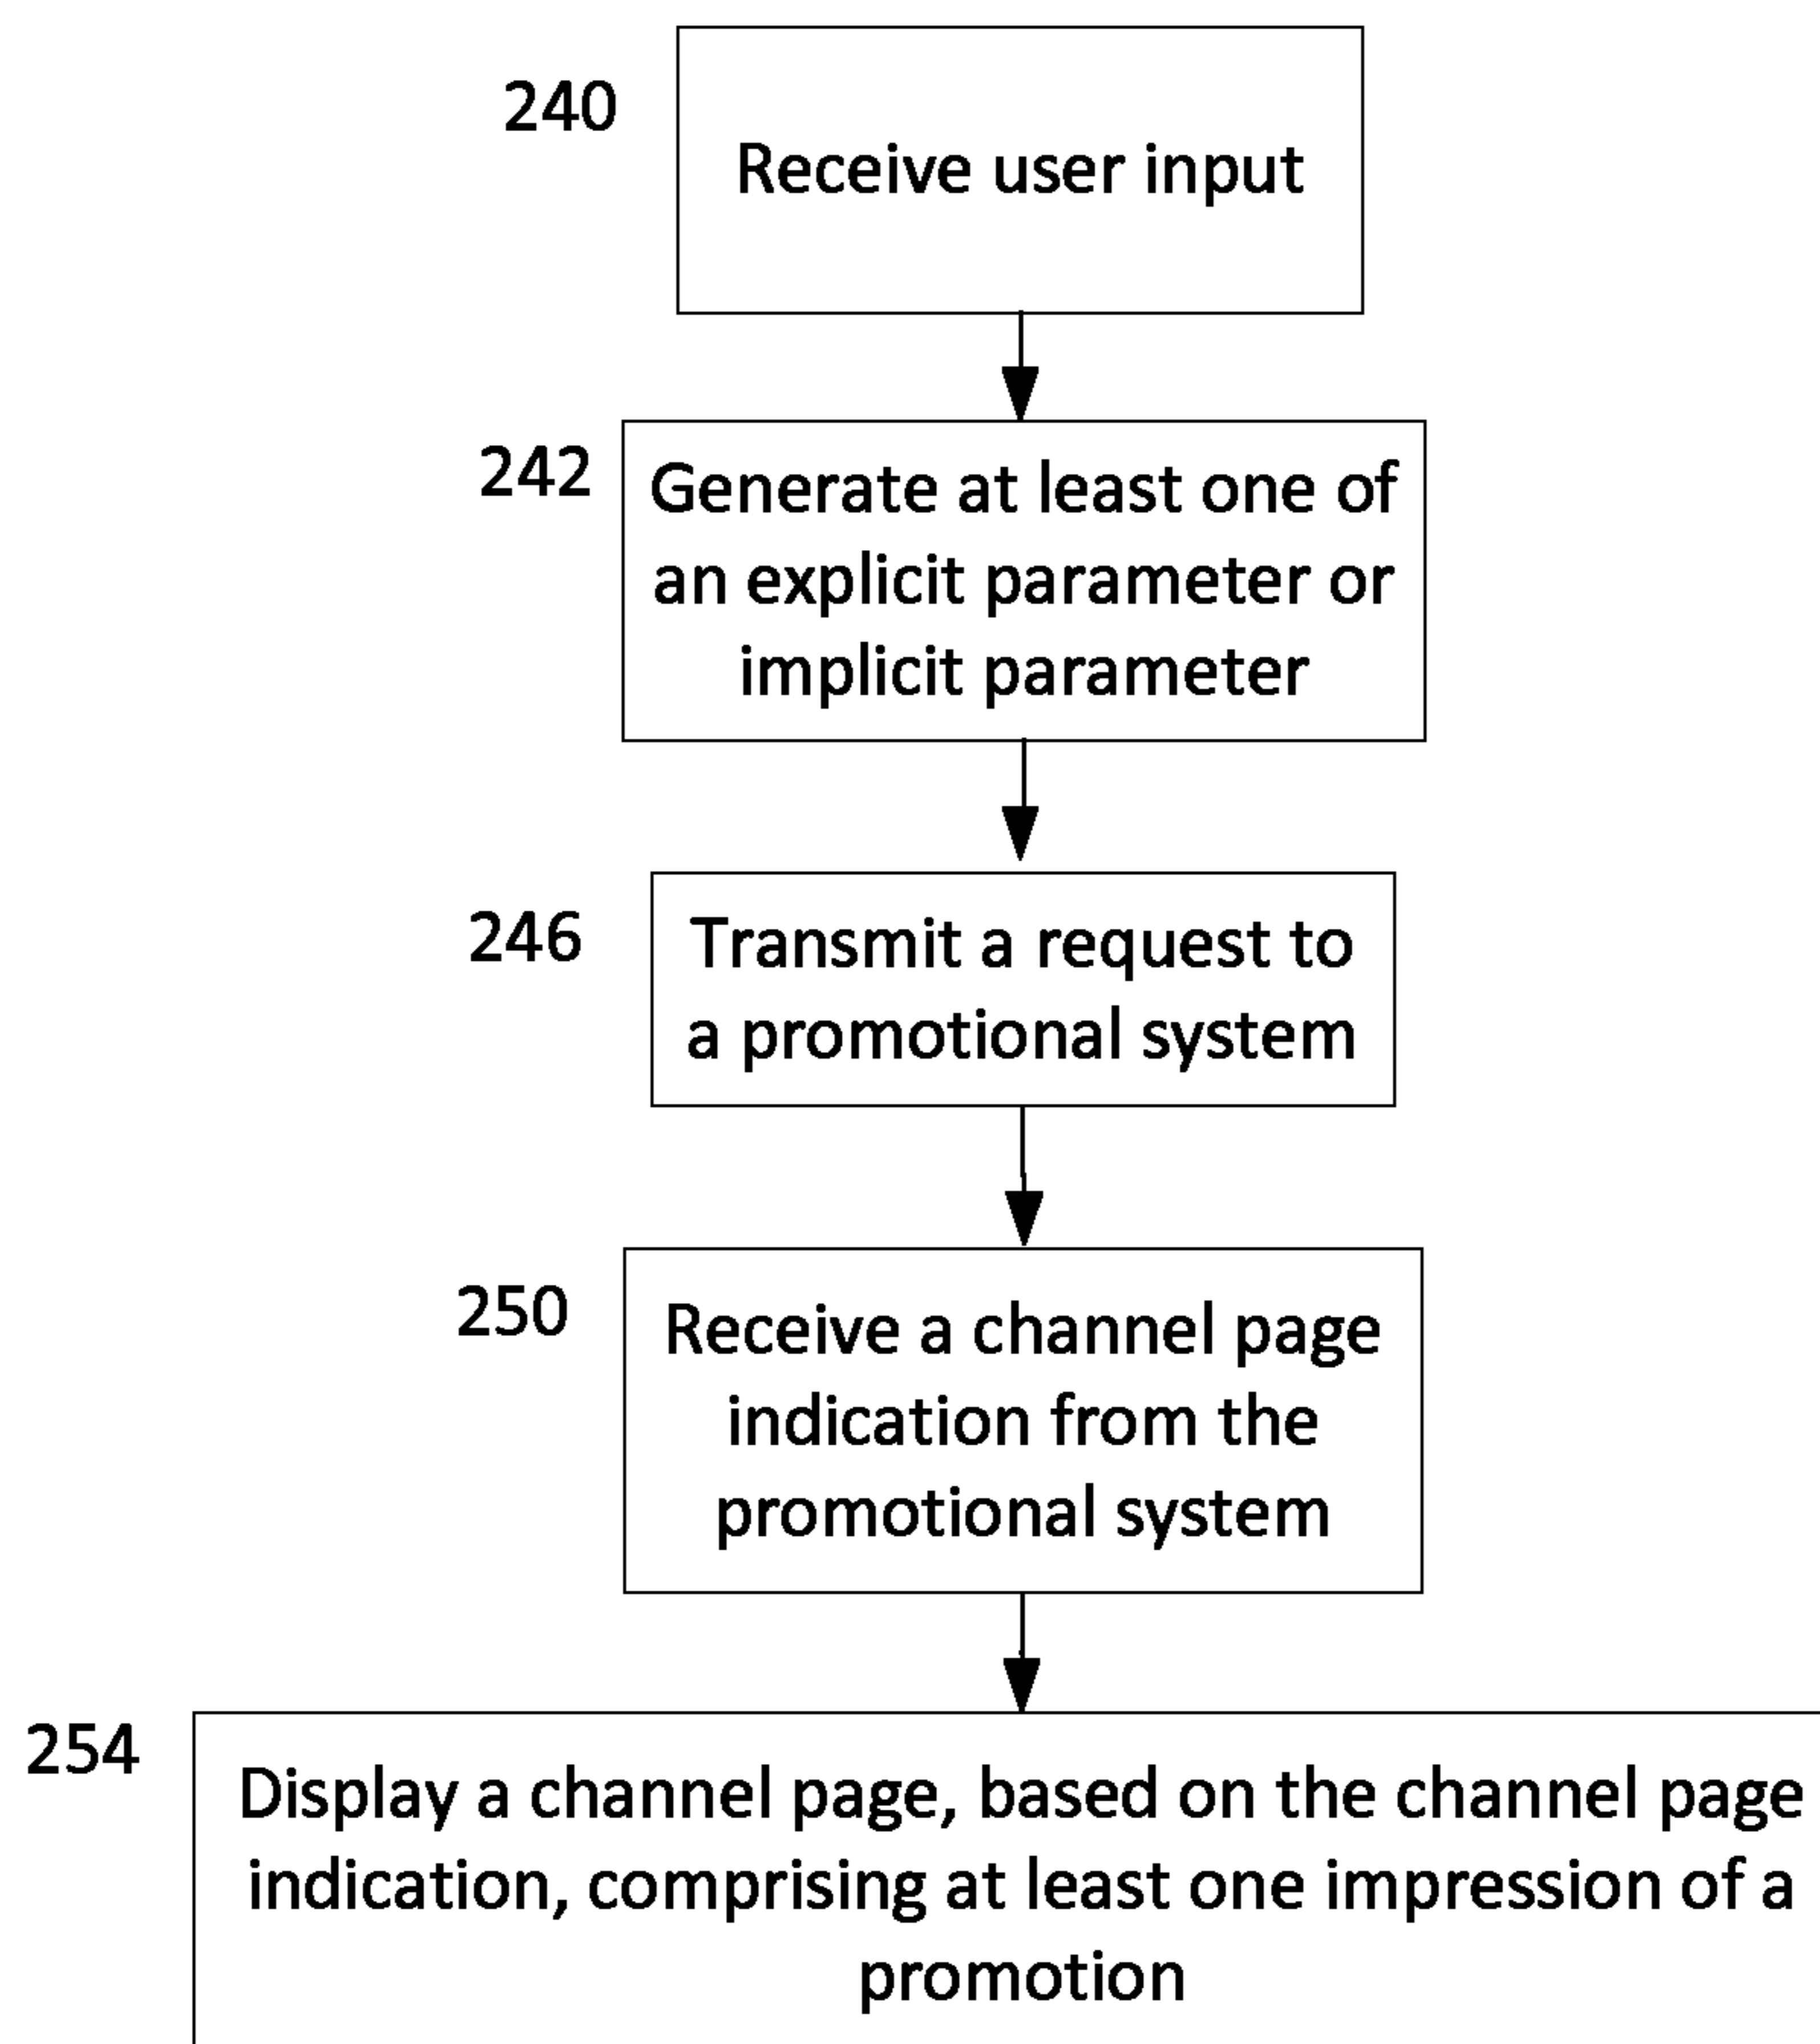 240
Receive user input
242
Generate at least one of
an explicit parameter or
implicit parameter
246
Transmit a request to
a promotional system
250
Receive a channel page
indication from the
promotional system
254
Display a channel page, based on the channel page
indication, comprising at least one impression of a
promotion